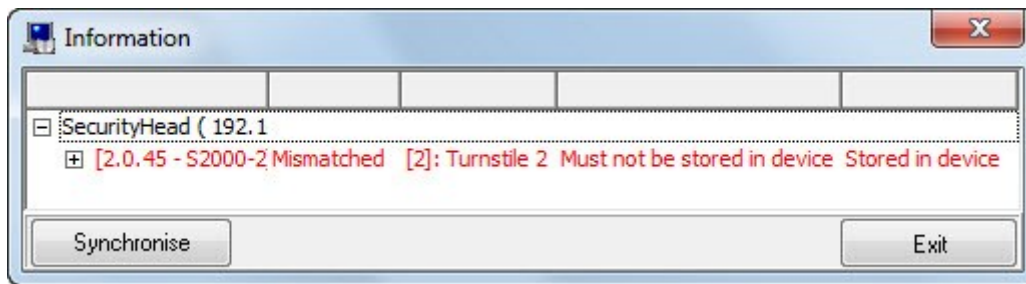 Information
SecurityHead ( 192.1
[2.0.45 - S2000-2 Mismatched [2]: Turnstile 2 Must not be stored in device Stored in device
Synchronise Exit